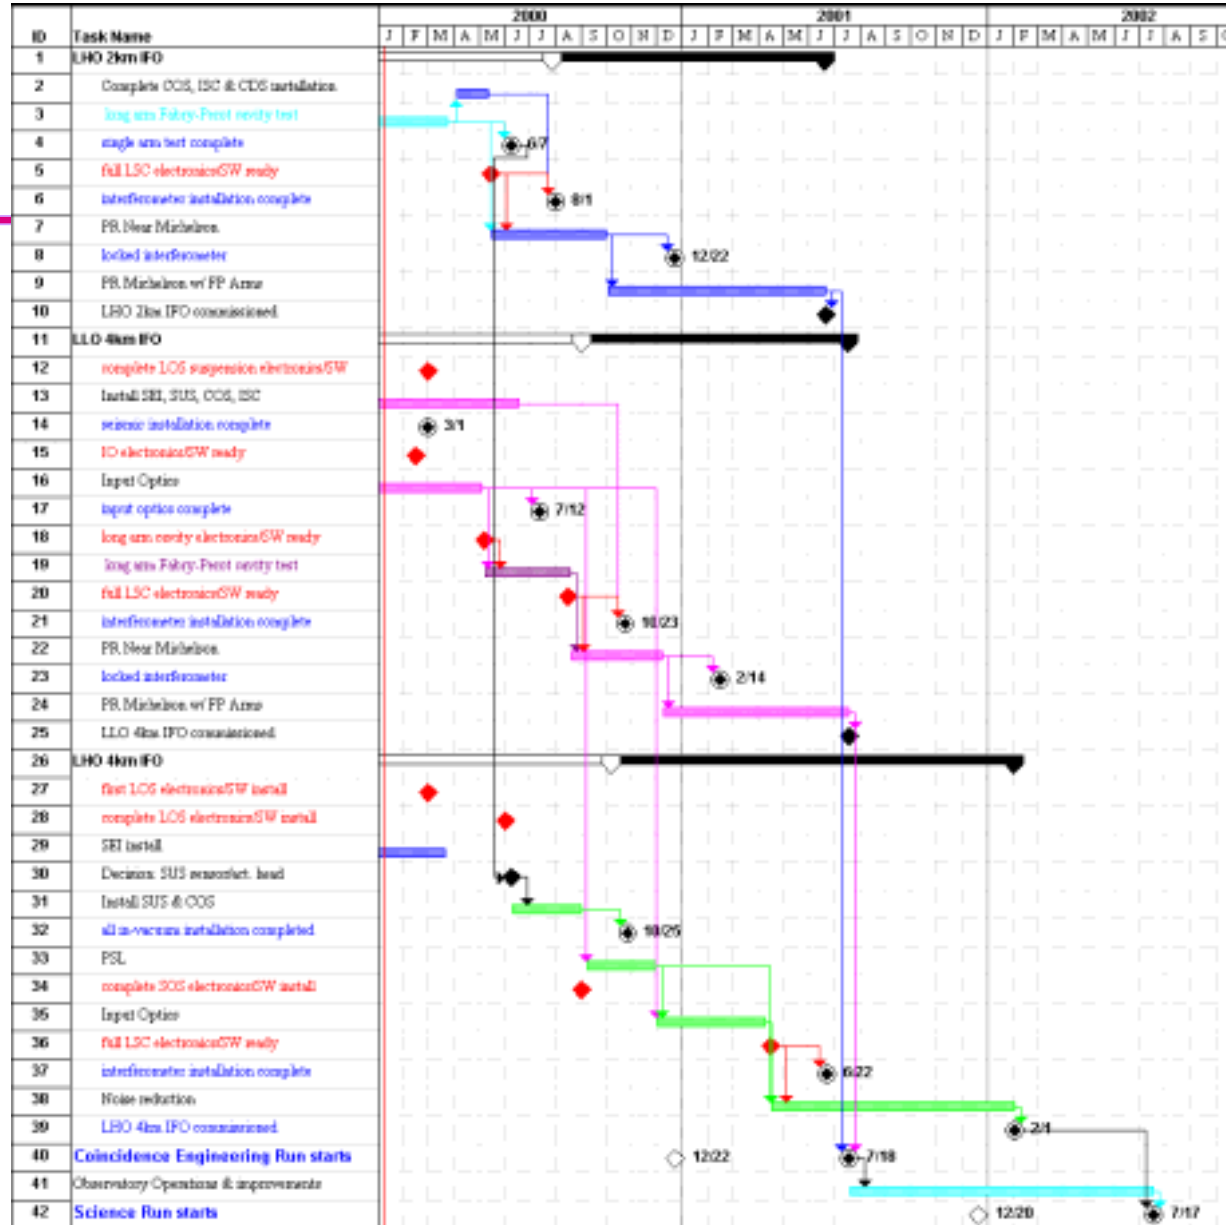 2000 2001 2002
ID Task Name J F M A M J J A S O N D J F M A M J J A S O N D J F M A M J J A S O
1 LHO 2km IFO
2 Complete COS, ISC & CDS installation
3 long arm Fabry-Perot cavity test
4 single arm test complete 6/7
5 full LSC electronics/SW ready
6 interferometer installation complete 8/1
7 PR Near Michelson
8 locked interferometer 12/22
9 PR Michelson w/ FP Arms
10 LHO 2km IFO commissioned
11 LLO 4km IFO
12 complete LOS suspension electronics/SW
13 Install SEI, SUS, COS, ISC
14 seismic installation complete 3/1
15 IO electronics/SW ready
16 Input Optics
17 input optics complete 7/12
18 long arm cavity electronics/SW ready
19 long arm Fabry-Perot cavity test
20 full LSC electronics/SW ready
21 interferometer installation complete 10/23
22 PR Near Michelson
23 locked interferometer 2/14
24 PR Michelson w/ FP Arms
25 LLO 4km IFO commissioned
26 LHO 4km IFO
27 first LOS electronics/SW install
28 complete LOS electronics/SW install
29 SEI install
30 Decision: SUS sensor/act. head
31 Install SUS & COS
32 all in-vacuum installation completed 10/25
33 PSL
34 complete SOS electronics/SW install
35 Input Optics
36 full LSC electronics/SW ready
37 interferometer installation complete 6/22
38 Noise reduction
39 LHO 4km IFO commissioned 2/1
40 Coincidence Engineering Run starts 12/22 7/18
41 Observatory Operations & improvements
42 Science Run starts 12/20 7/17